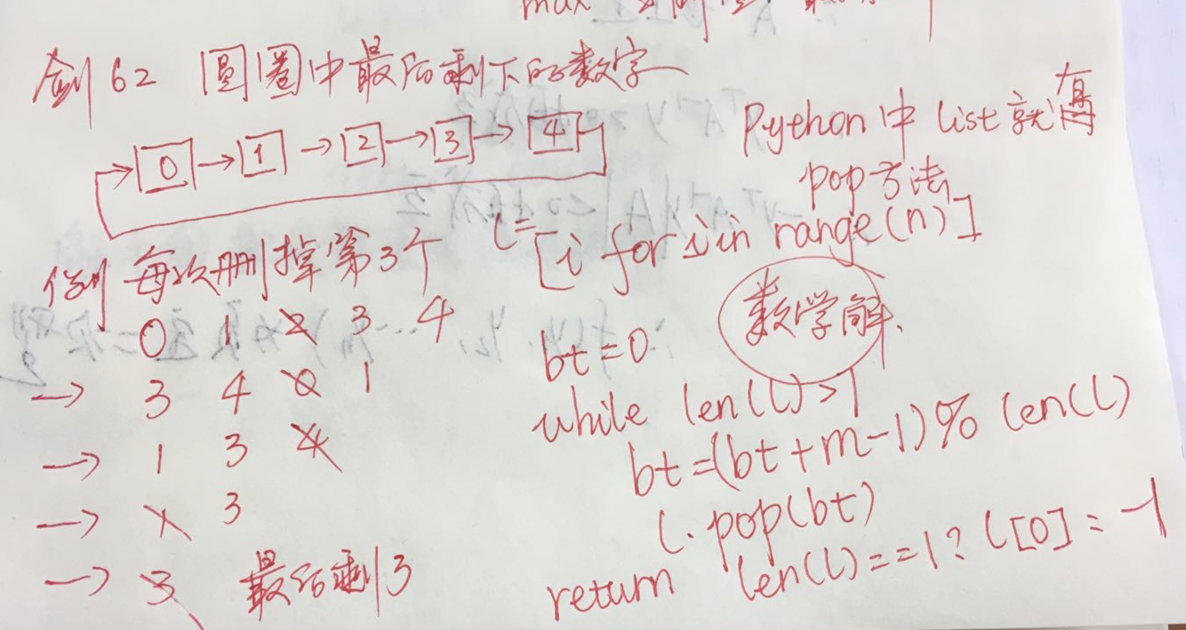 max
剑62 圆圈中最后剩下的数字
→ 0 → 1 → 2 → 3 → 4
例 每次删掉第3个
0 1 2 3 4
→ 3 4 0 1
→ 1 3 4
→ 1 3
→ 3 最后剩3
Python中 list就有
pop方法
l=
[i for i in range(n)]
数学解.
bt=0
while len(l)>1
bt=(bt+m-1)% len(l)
l.pop(bt)
return len(l)==1? l[0]: -1